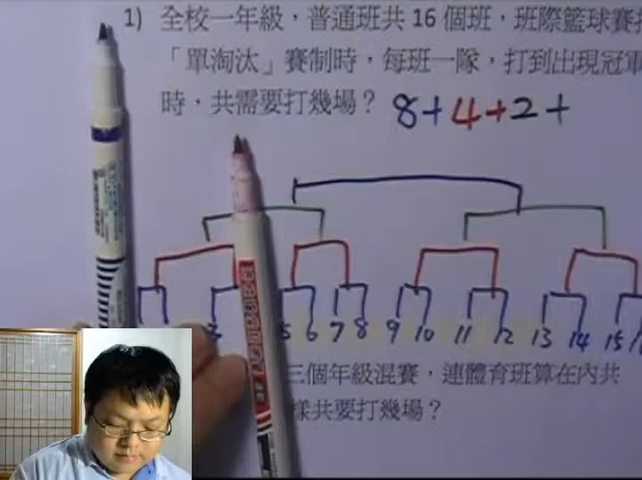 1) 全校一年級，普通班共 16 個班，班際籃球賽
「單淘汰」賽制時，每班一隊，打到出現冠軍
時，共需要打幾場？ 8+4+2+
5 6 7 8 9 10 11 12 13 14 15
三個年級混賽，連體育班算在內共
樣共要打幾場？